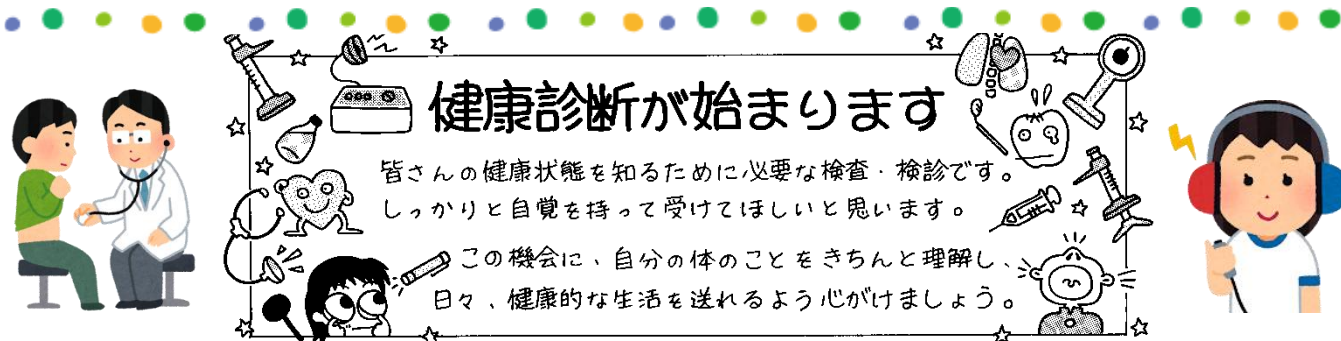 健康診断が始まります
皆さんの健康状態を知るために必要な検査・検診です。
しっかりと自覚を持って受けてほしいと思います。
この機会に、自分の体のことをきちんと理解し、
日々、健康的な生活を送れるよう心がけましょう。